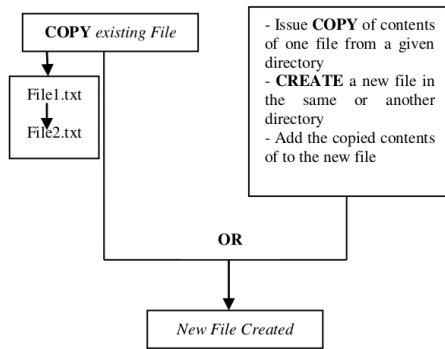 COPY existing File
File1.txt
File2.txt
- Issue COPY of contents
of one file from a given
directory
- CREATE a new file in
the same or another
directory
- Add the copied contents
of to the new file
OR
New File Created